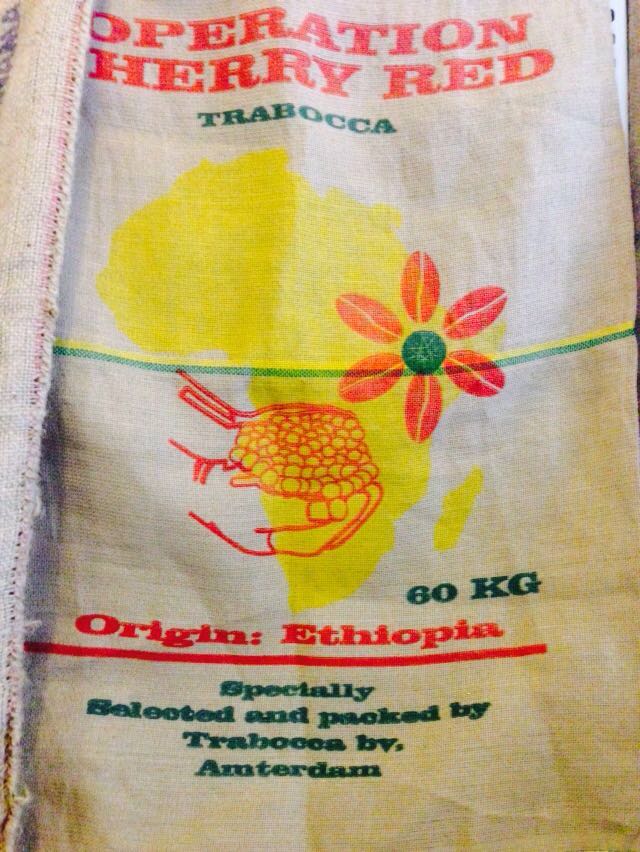 OPERATION
HERRY RED
TRABOCCA
60 KG
Origin: Ethiopia
Specially
Selected and packed by
Trabocca bv.
Amterdam